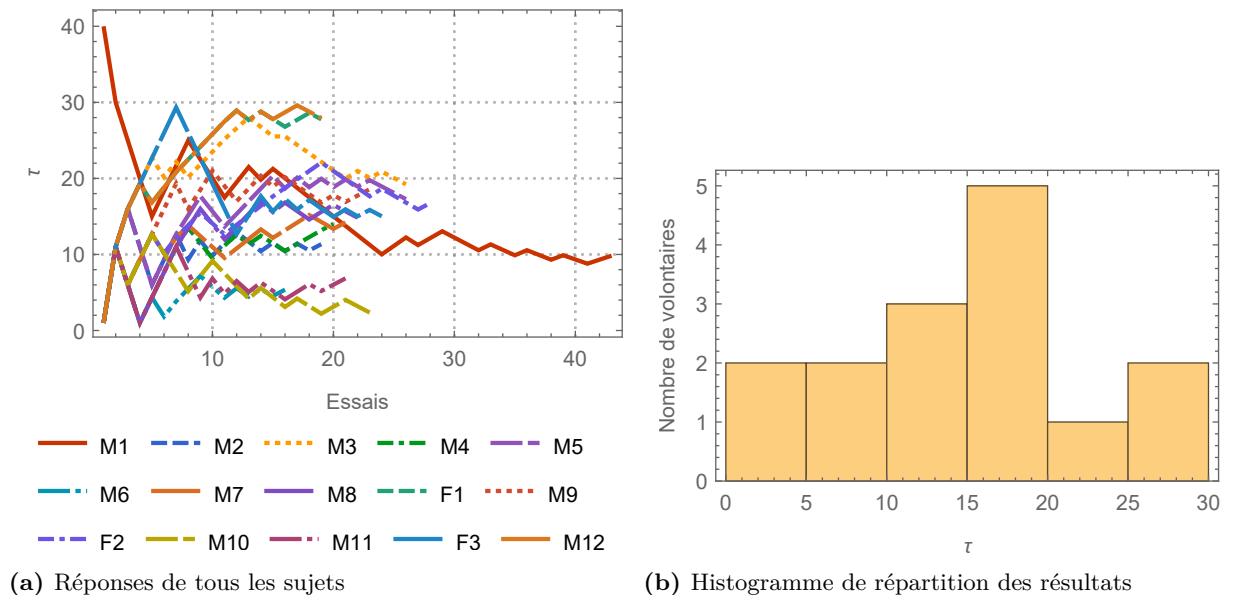 40
30
20
10
0
τ
10 20 30 40
Essais
M1 M2 M3 M4 M5
M6 M7 M8 F1 M9
F2 M10 M11 F3 M12
(a) Réponses de tous les sujets
5
4
3
2
1
0
Nombre de volontaires
0 5 10 15 20 25 30
τ
(b) Histogramme de répartition des résultats